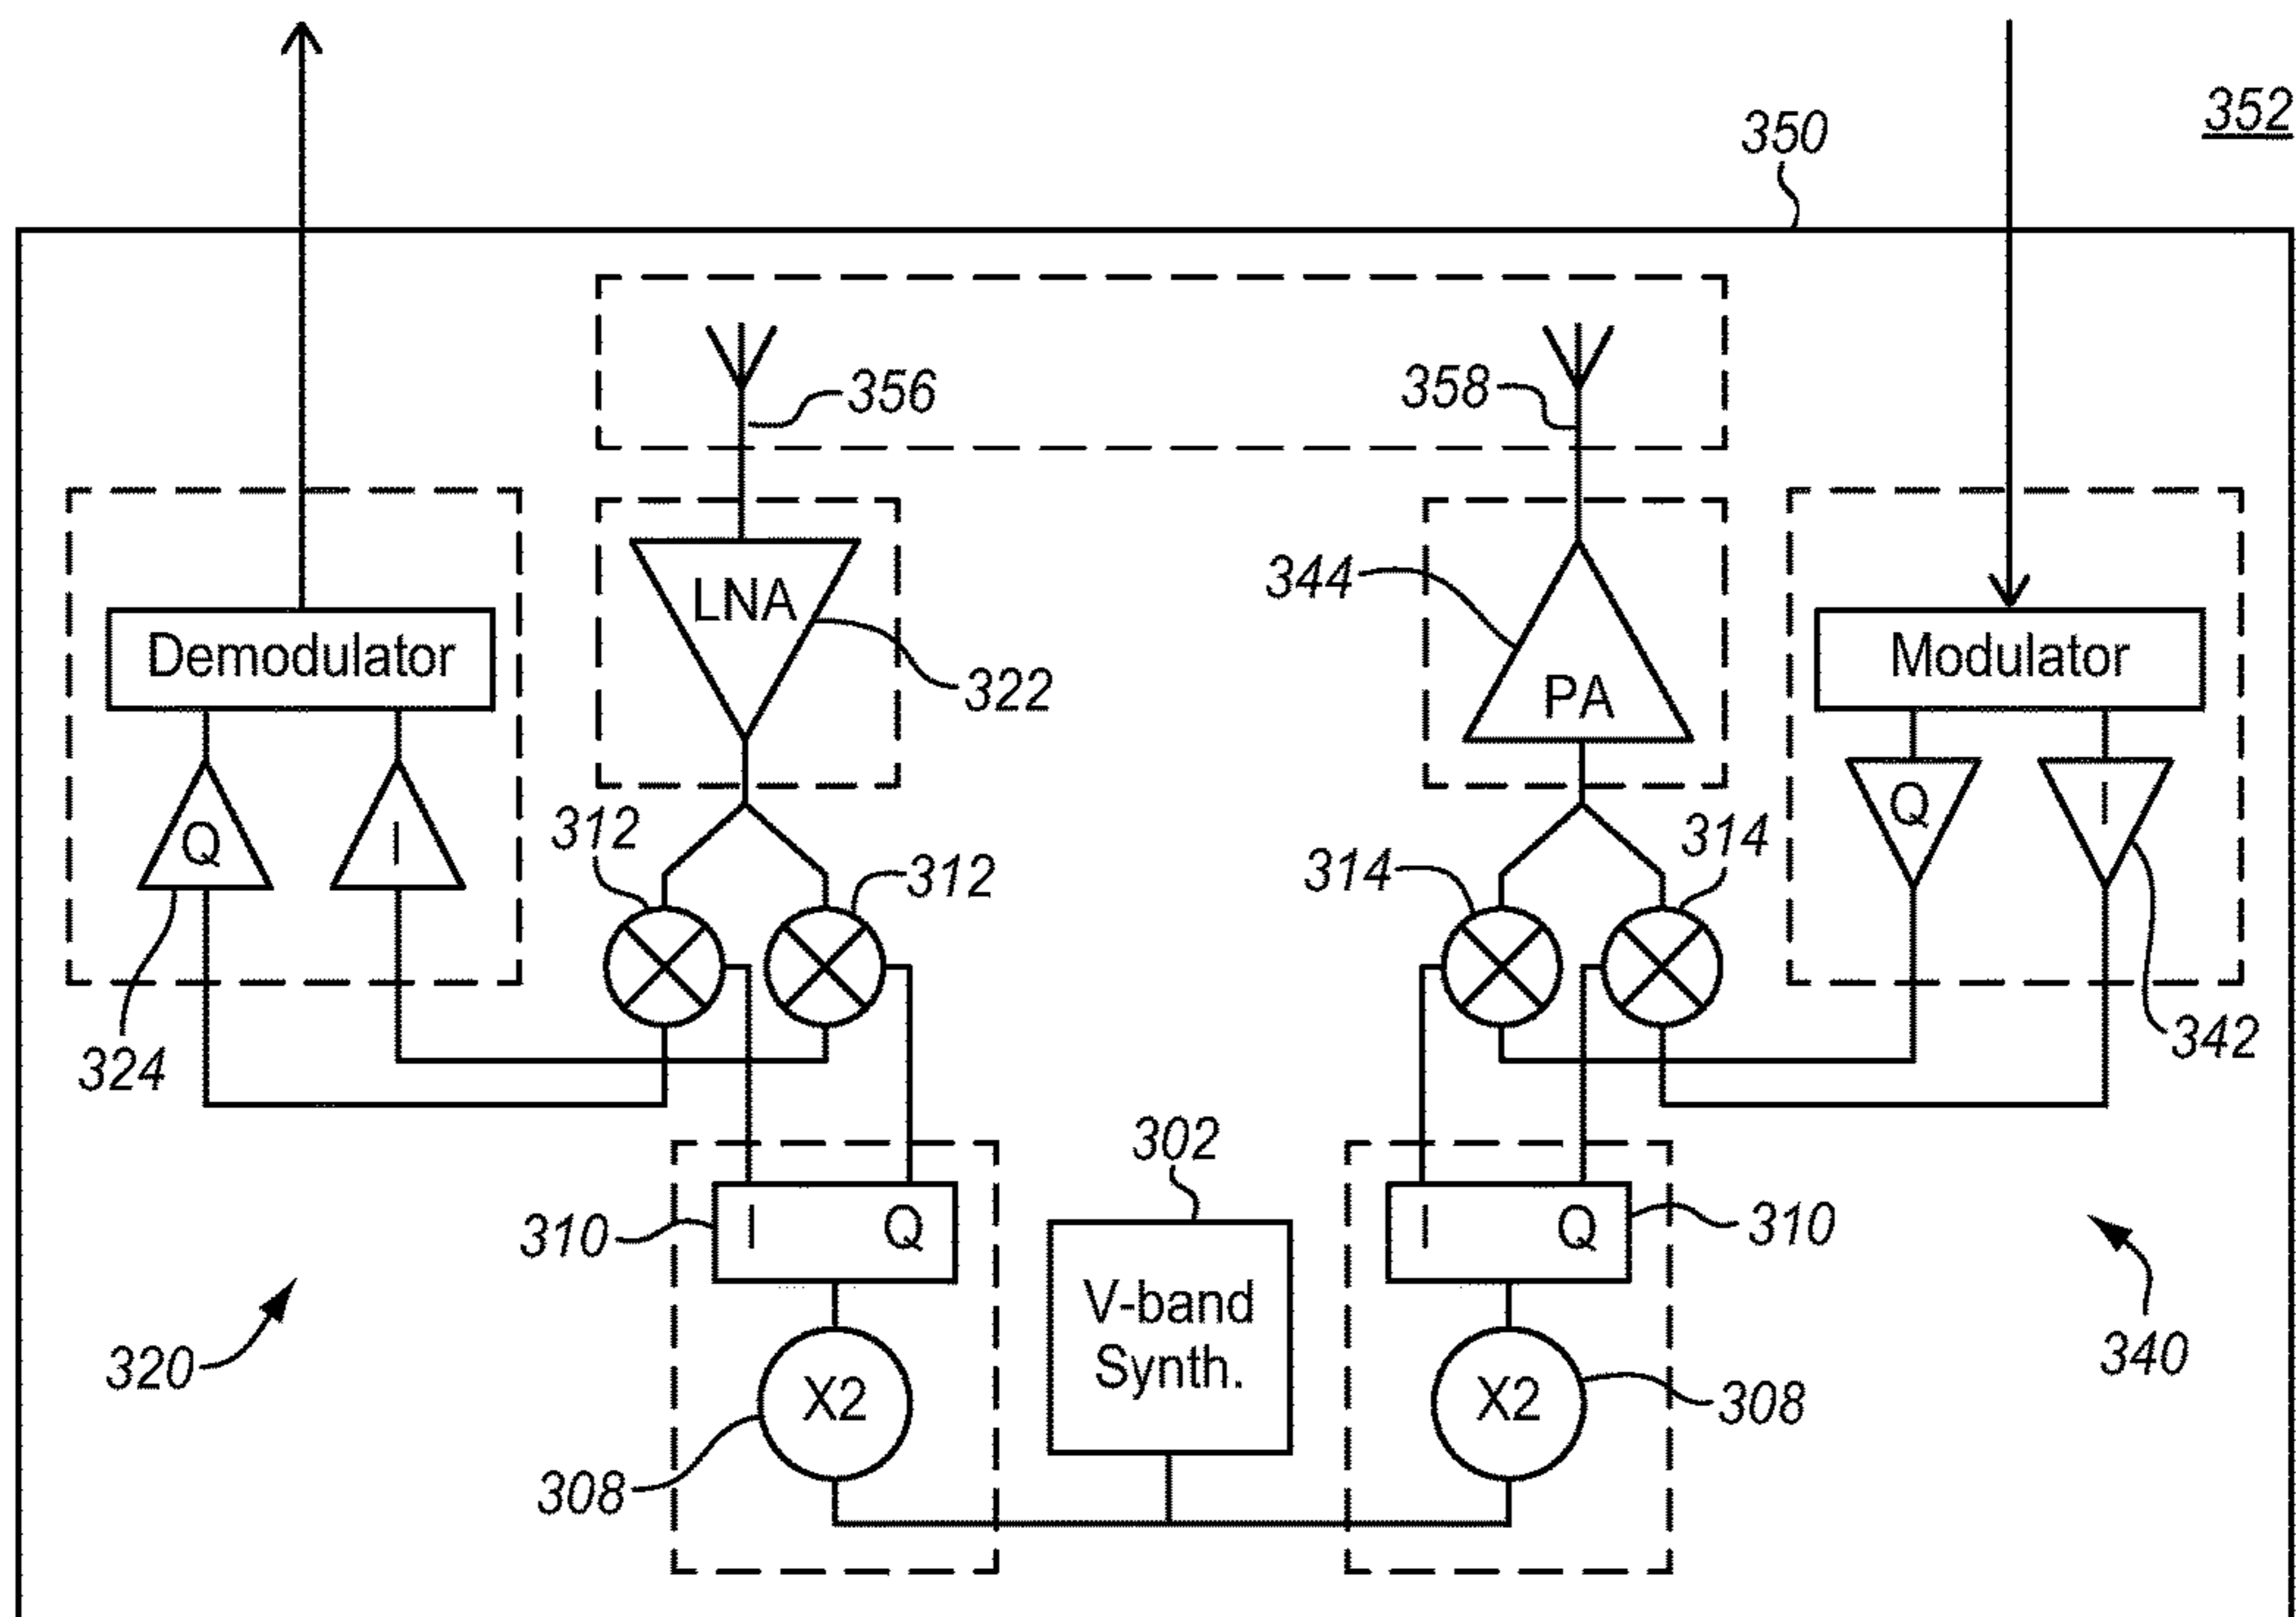 352
350
356
358
LNA
344
Demodulator
322
PA
Modulator
312
314
Q
I
312
314
Q
I
324
342
302
310
I
Q
I
Q
310
V-band
Synth.
320
340
308
X2
X2
308